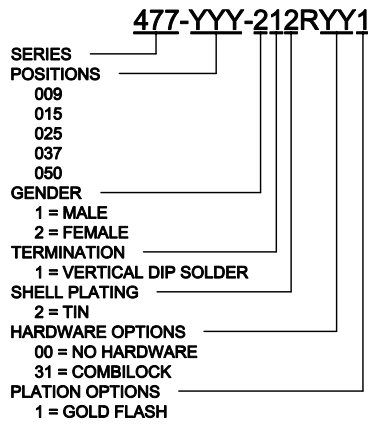 477-YYY-212RYY1
SERIES
POSITIONS
009
015
025
037
050
GENDER
1 = MALE
2 = FEMALE
TERMINATION
1 = VERTICAL DIP SOLDER
SHELL PLATING
2 = TIN
HARDWARE OPTIONS
00 = NO HARDWARE
31 = COMBILOCK
PLATION OPTIONS
1 = GOLD FLASH